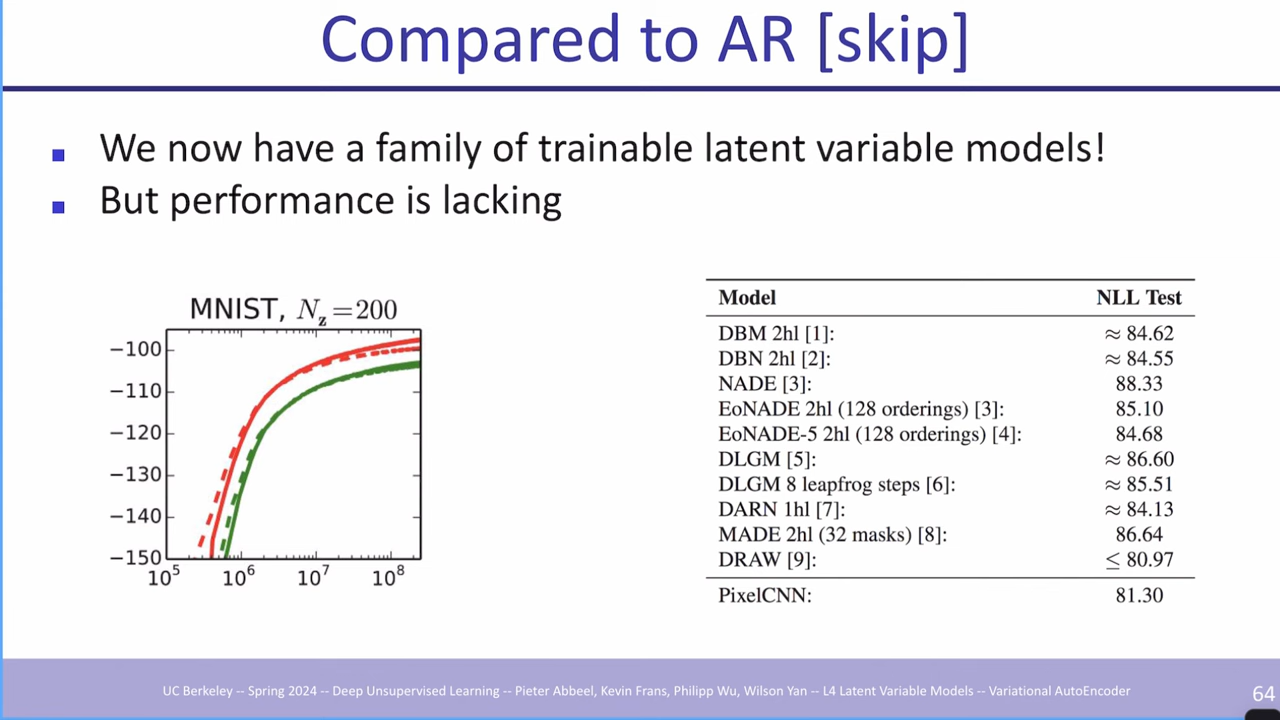 Compared to AR [skip]
We now have a family of trainable latent variable models!
But performance is lacking
MNIST, N_z=200
−100
−110
−120
−130
−140
−150
10^5 10^6 10^7 10^8
Model NLL Test
DBM 2hl [1]: ≈ 84.62
DBN 2hl [2]: ≈ 84.55
NADE [3]: 88.33
EoNADE 2hl (128 orderings) [3]: 85.10
EoNADE-5 2hl (128 orderings) [4]: 84.68
DLGM [5]: ≈ 86.60
DLGM 8 leapfrog steps [6]: ≈ 85.51
DARN 1hl [7]: ≈ 84.13
MADE 2hl (32 masks) [8]: 86.64
DRAW [9]: ≤ 80.97
PixelCNN: 81.30
UC Berkeley -- Spring 2024 -- Deep Unsupervised Learning -- Pieter Abbeel, Kevin Frans, Philipp Wu, Wilson Yan -- L4 Latent Variable Models -- Variational AutoEncoder
64